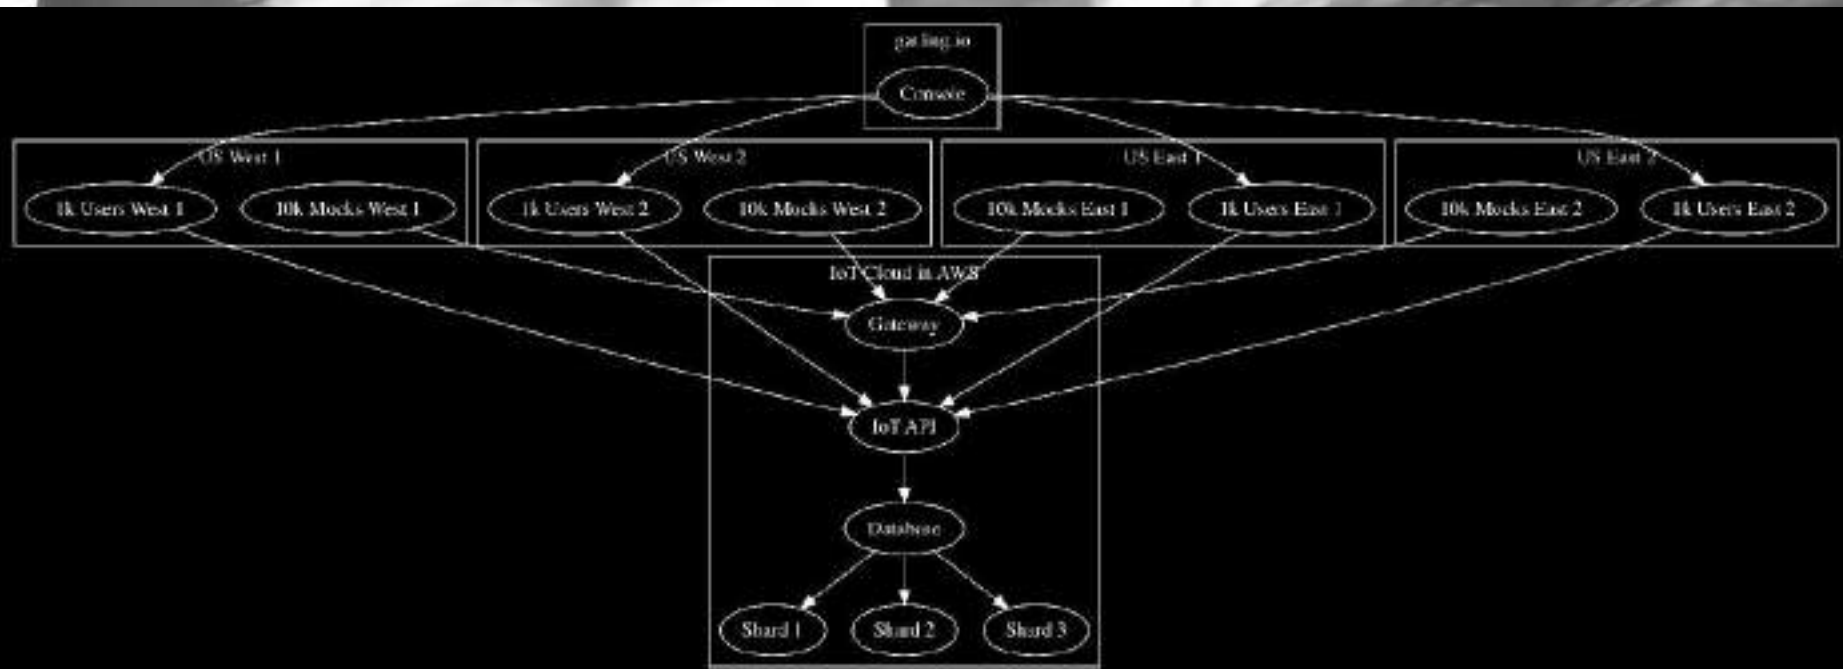 gatling.io
Console
US West 1
US West 2
US East 1
US East 2
1k Users West 1
10k Mocks West 1
1k Users West 2
10k Mocks West 2
10k Mocks East 1
1k Users East 1
10k Mocks East 2
1k Users East 2
IoT Cloud in AWS
Gateway
IoT API
Database
Shard 1
Shard 2
Shard 3